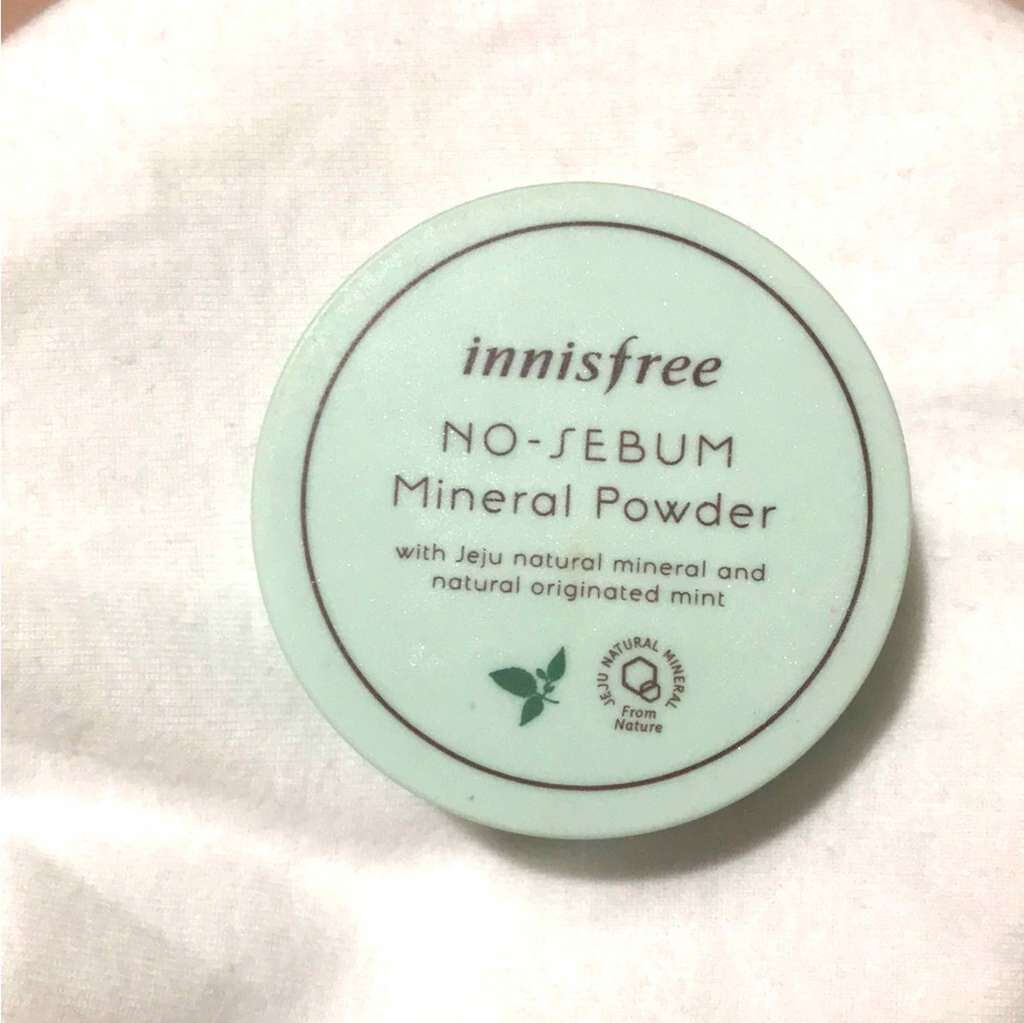 innisfree
NO-SEBUM
Mineral Powder
with Jeju natural mineral and
natural originated mint
JEJU NATURAL MINERAL
From
Nature